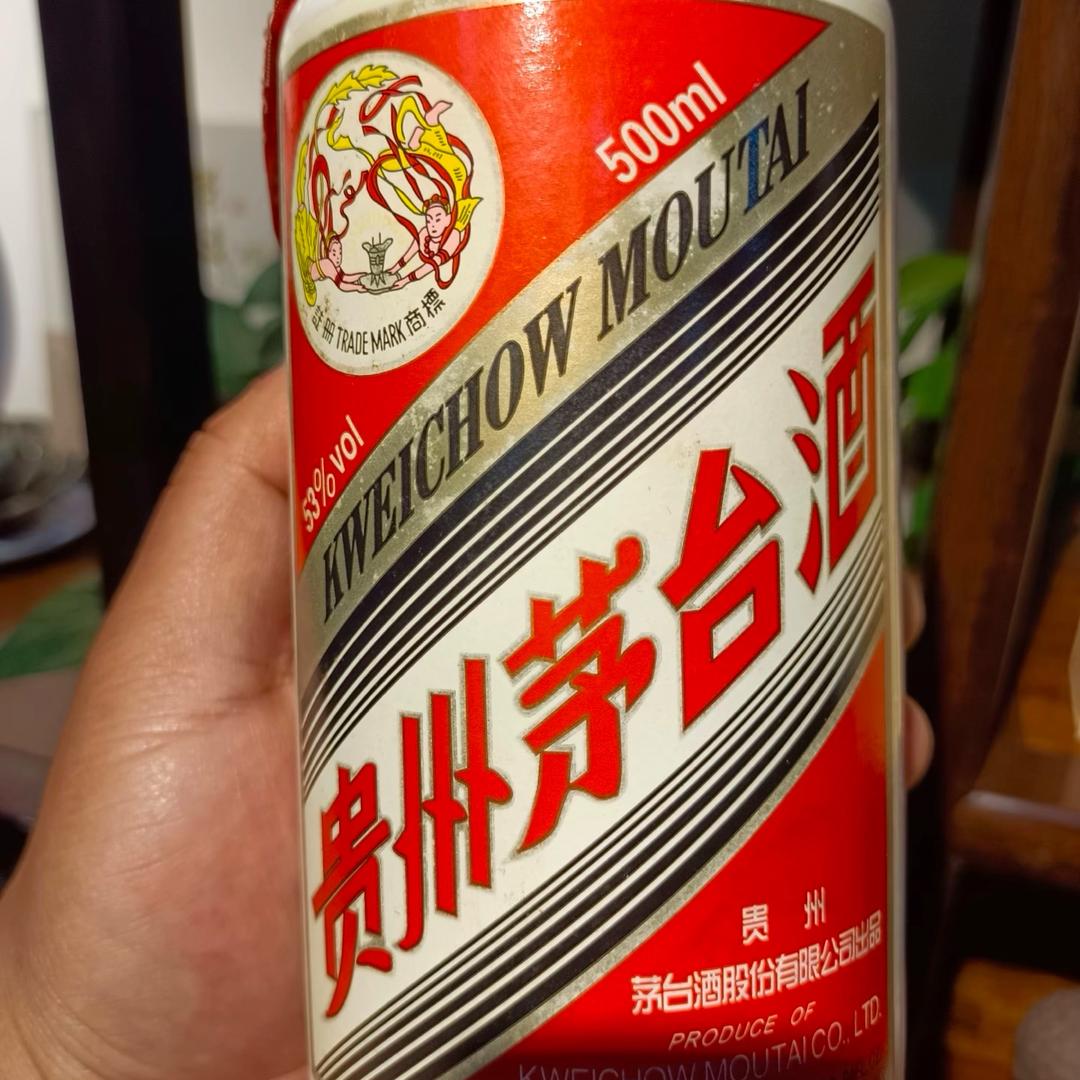 500ml
註册 TRADE MARK 商標
53% vol
KWEICHOW MOUTAI
贵州茅台酒
贵州
茅台酒股份有限公司出品
PRODUCE OF
KWEICHOW MOUTAI CO., LTD.